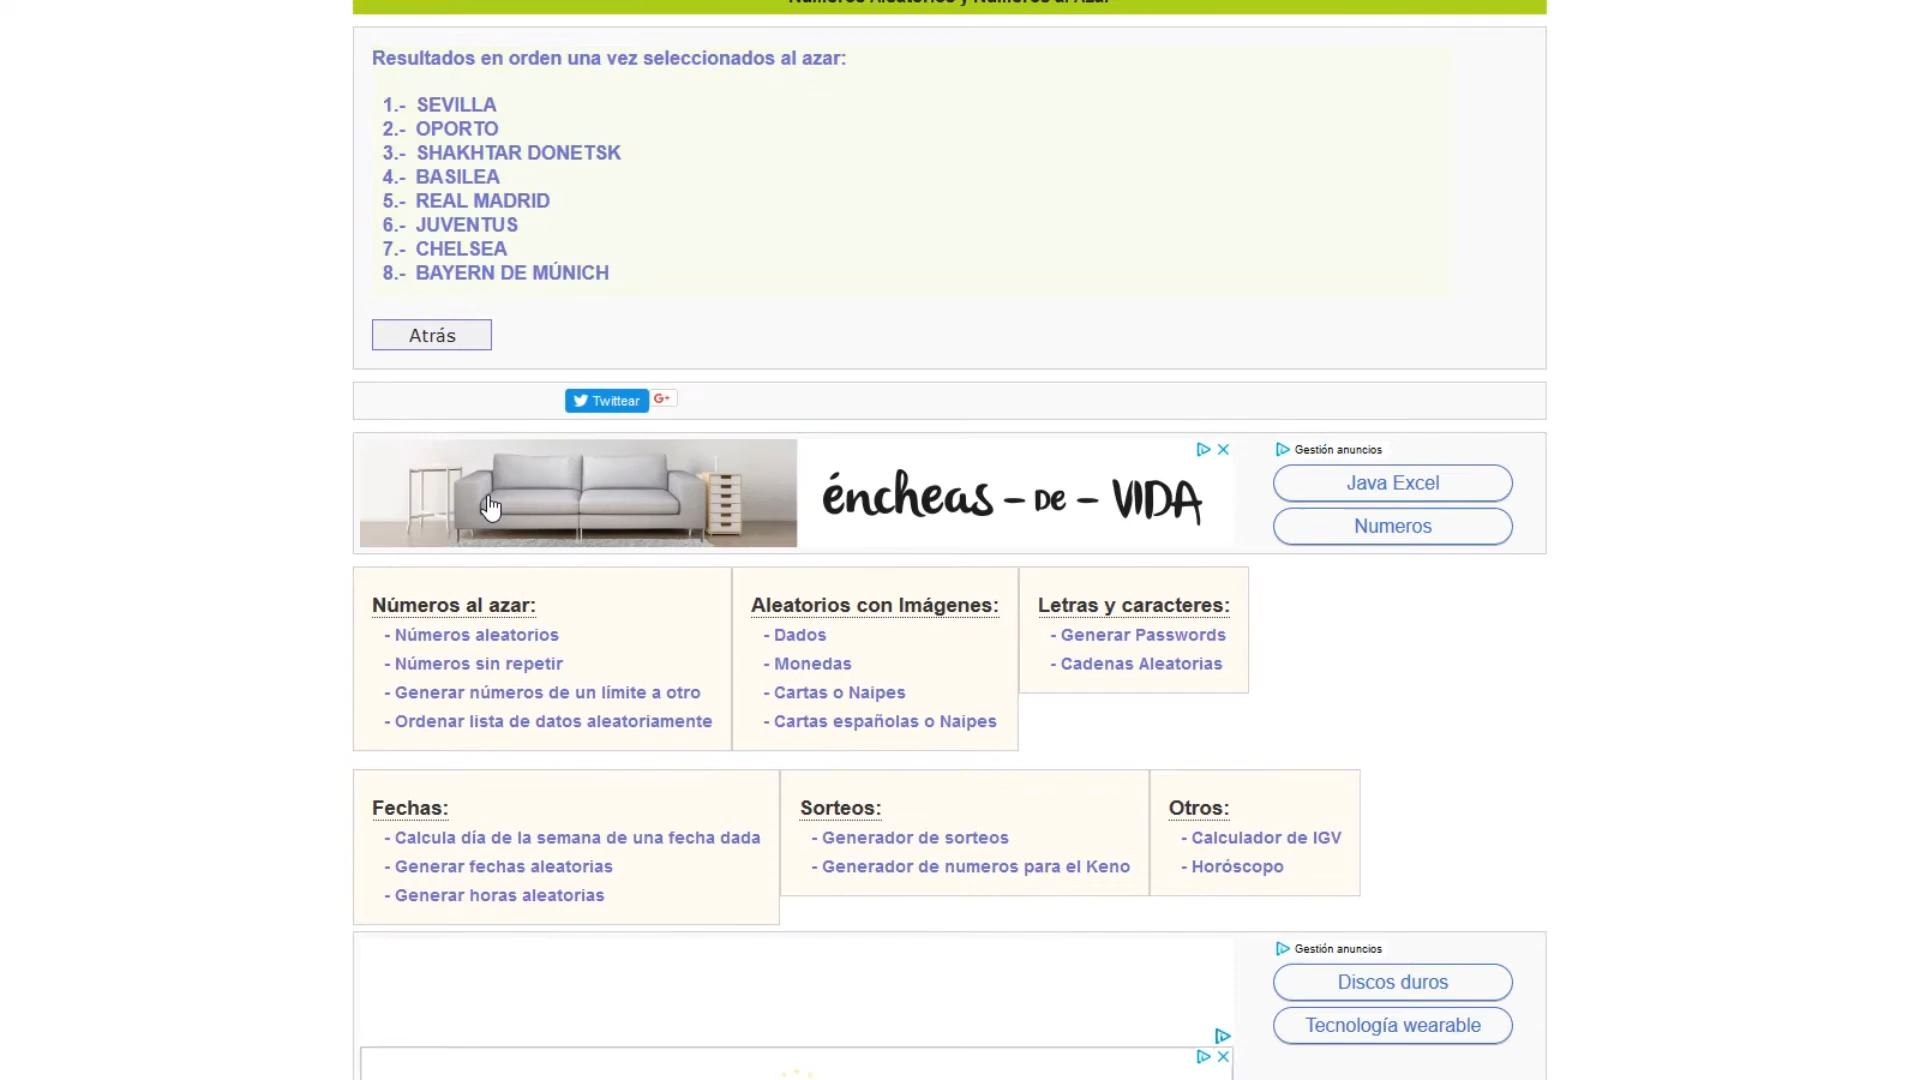 Números Aleatorios y Números al Azar
Resultados en orden una vez seleccionados al azar:
1.- SEVILLA
2.- OPORTO
3.- SHAKHTAR DONETSK
4.- BASILEA
5.- REAL MADRID
6.- JUVENTUS
7.- CHELSEA
8.- BAYERN DE MÚNICH
Atrás
Twittear G+
éncheas - DE - VIDA
Gestión anuncios
Java Excel
Numeros
Números al azar:
- Números aleatorios
- Números sin repetir
- Generar números de un límite a otro
- Ordenar lista de datos aleatoriamente
Aleatorios con Imágenes:
- Dados
- Monedas
- Cartas o Naipes
- Cartas españolas o Naipes
Letras y caracteres:
- Generar Passwords
- Cadenas Aleatorias
Fechas:
- Calcula día de la semana de una fecha dada
- Generar fechas aleatorias
- Generar horas aleatorias
Sorteos:
- Generador de sorteos
- Generador de numeros para el Keno
Otros:
- Calculador de IGV
- Horóscopo
Gestión anuncios
Discos duros
Tecnología wearable